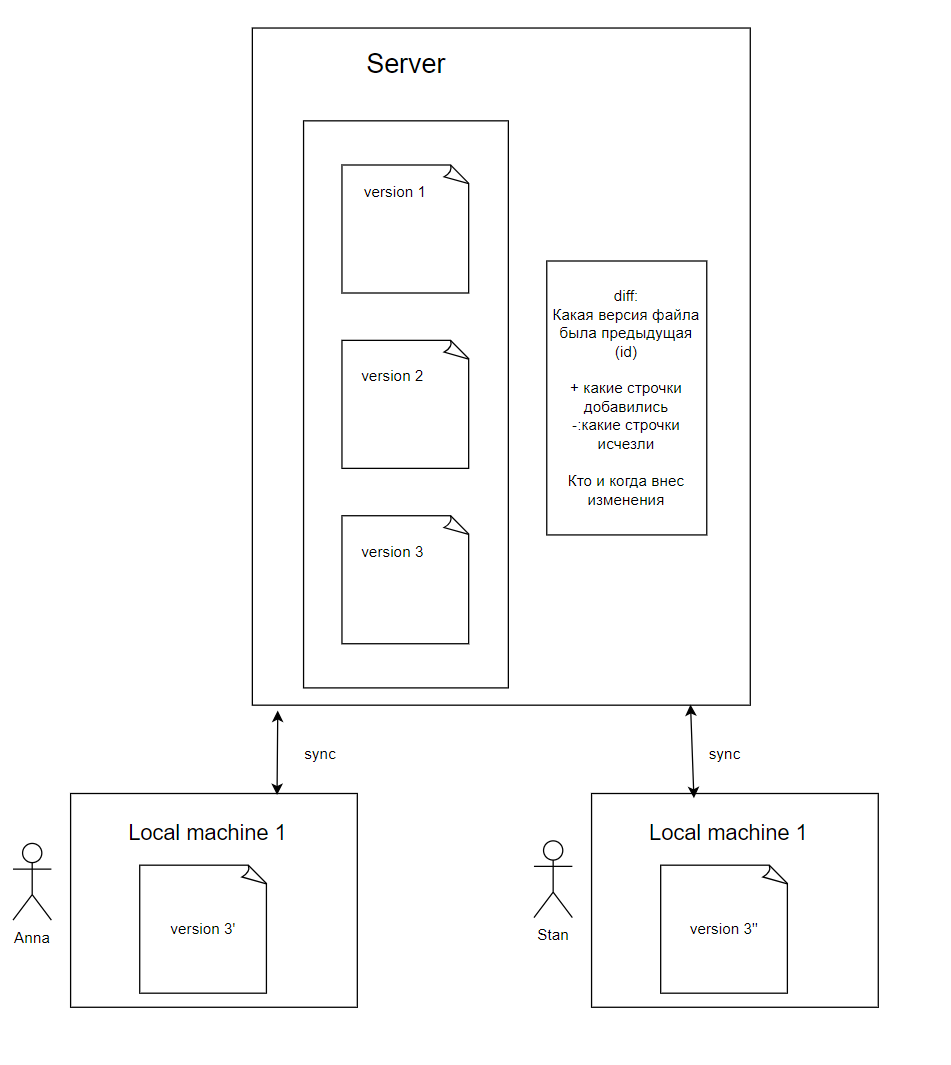 Server
version 1
version 2
version 3
diff:
Какая версия файла
была предыдущая
(id)
+ какие строчки
добавились
-:какие строчки
исчезли
Кто и когда внес
изменения
sync
sync
Local machine 1
version 3'
Anna
Local machine 1
version 3''
Stan